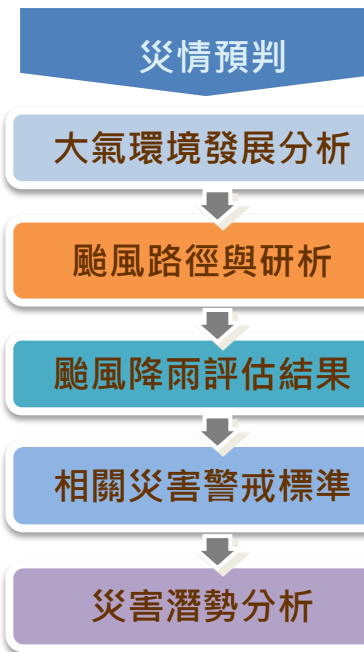 災情預判
大氣環境發展分析
颱風路徑與研析
颱風降雨評估結果
相關災害警戒標準
災害潛勢分析